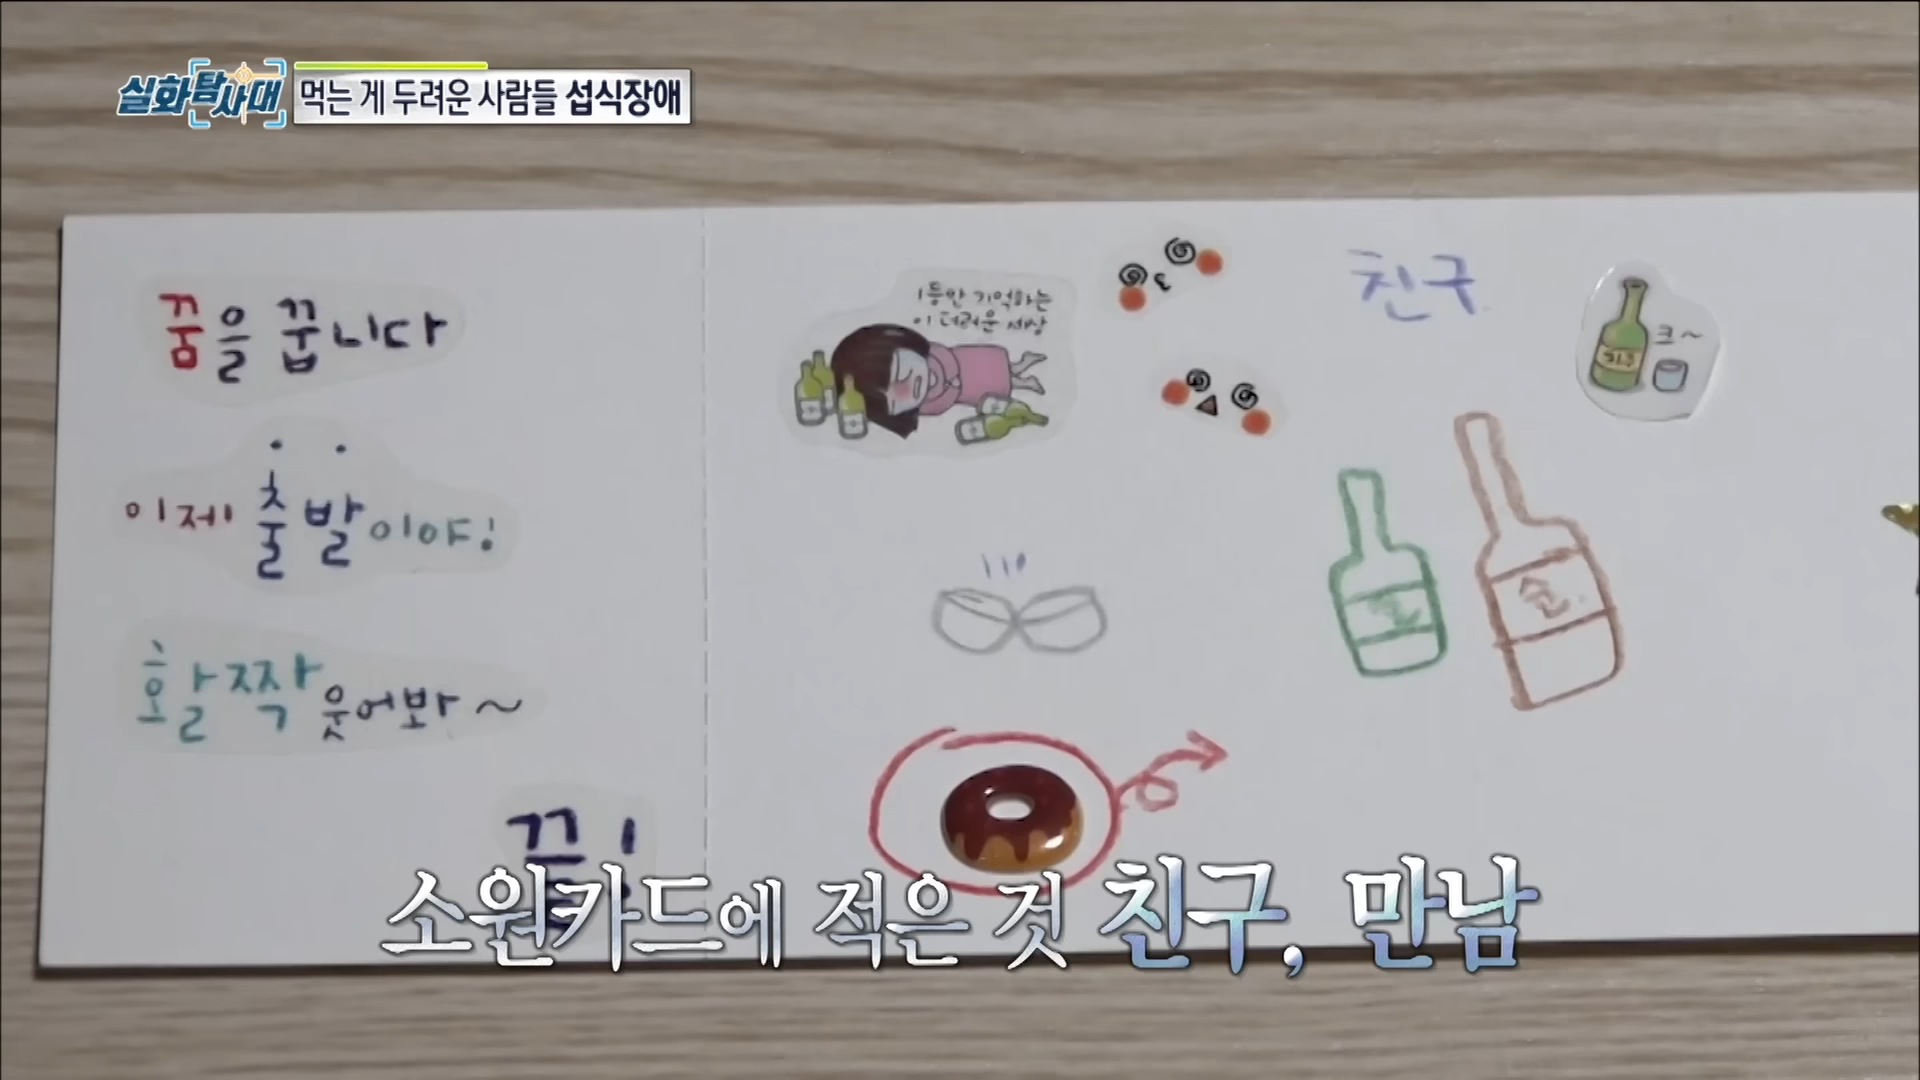 실화탐사대
먹는 게 두려운 사람들 섭식장애
꿈을 꿉니다
이제 출발이야!
활짝 웃어봐~
1등만 기억하는
이 더러운 세상
친구
크~
술
소원카드에 적은 것 친구, 만남